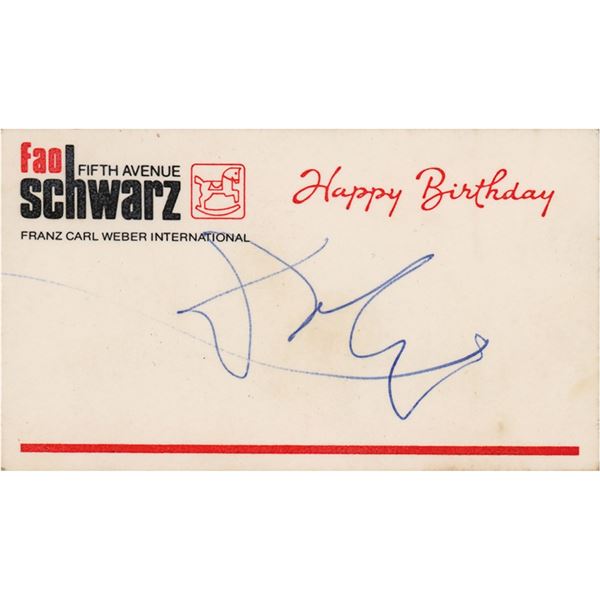 fao
FIFTH AVENUE
schwarz
FRANZ CARL WEBER INTERNATIONAL
Happy Birthday